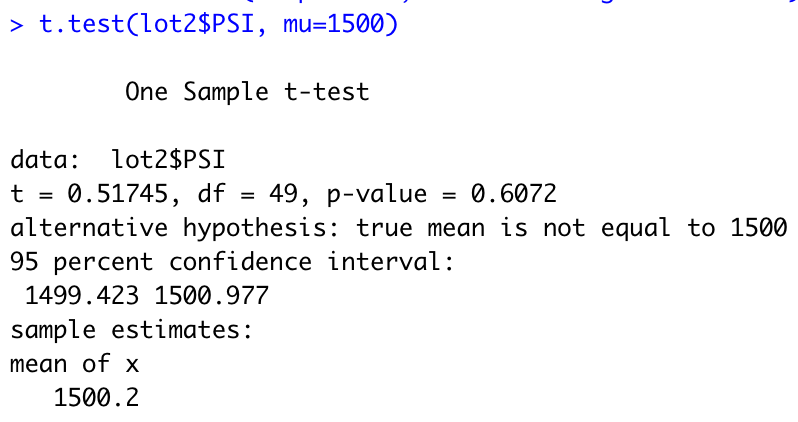 > t.test(lot2$PSI, mu=1500)
One Sample t-test
data:  lot2$PSI
t = 0.51745, df = 49, p-value = 0.6072
alternative hypothesis: true mean is not equal to 1500
95 percent confidence interval:
 1499.423 1500.977
sample estimates:
mean of x
   1500.2